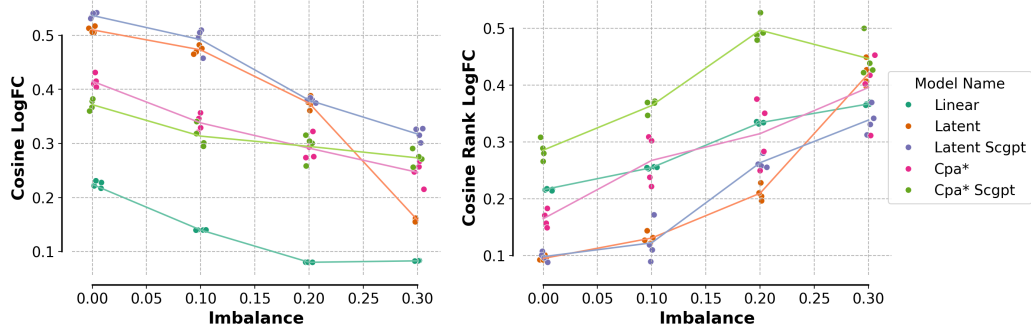 Cosine LogFC
0.5
0.4
0.3
0.2
0.1
0.00 0.05 0.10 0.15 0.20 0.25 0.30
Imbalance
Cosine Rank LogFC
0.5
0.4
0.3
0.2
0.1
0.00 0.05 0.10 0.15 0.20 0.25 0.30
Imbalance
Model Name
Linear
Latent
Latent Scgpt
Cpa*
Cpa* Scgpt